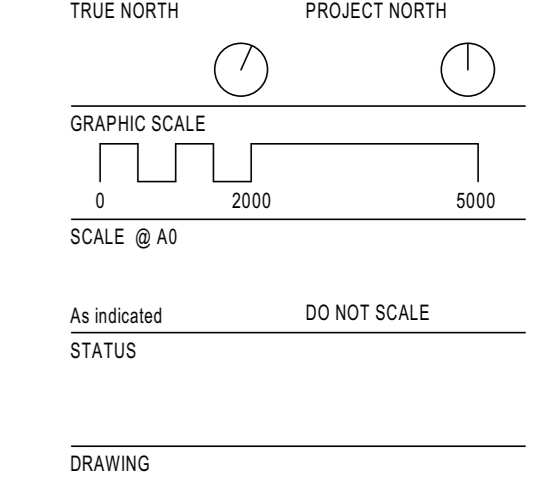 TRUE NORTH PROJECT NORTH
GRAPHIC SCALE
0 2000 5000
SCALE @ A0
As indicated DO NOT SCALE
STATUS
DRAWING